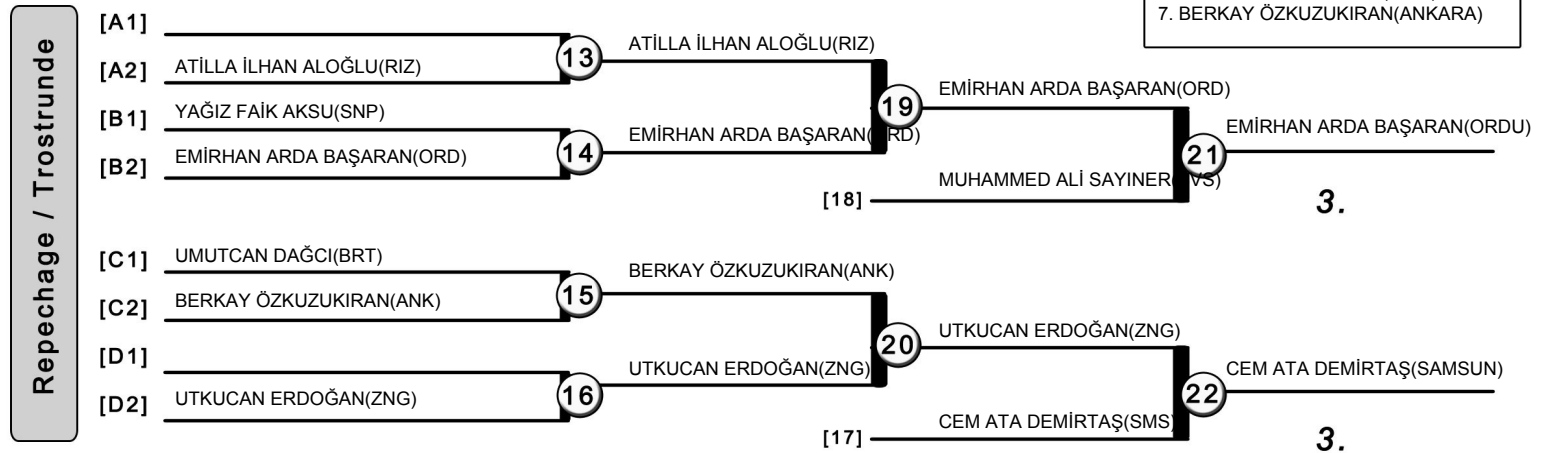 7. BERKAY ÖZKUZUKIRAN(ANKARA)
Repechage / Trostrunde
[A1]
[A2] ATİLLA İLHAN ALOĞLU(RIZ)
13
ATİLLA İLHAN ALOĞLU(RIZ)
[B1] YAĞIZ FAİK AKSU(SNP)
[B2] EMİRHAN ARDA BAŞARAN(ORD)
14
EMİRHAN ARDA BAŞARAN(ORD)
19
EMİRHAN ARDA BAŞARAN(ORD)
[18] MUHAMMED ALİ SAYINER
21
EMİRHAN ARDA BAŞARAN(ORDU)
3.
[C1] UMUTCAN DAĞCI(BRT)
[C2] BERKAY ÖZKUZUKIRAN(ANK)
15
BERKAY ÖZKUZUKIRAN(ANK)
[D1]
[D2] UTKUCAN ERDOĞAN(ZNG)
16
UTKUCAN ERDOĞAN(ZNG)
20
UTKUCAN ERDOĞAN(ZNG)
[17] CEM ATA DEMİRTAŞ(SMS)
22
CEM ATA DEMİRTAŞ(SAMSUN)
3.